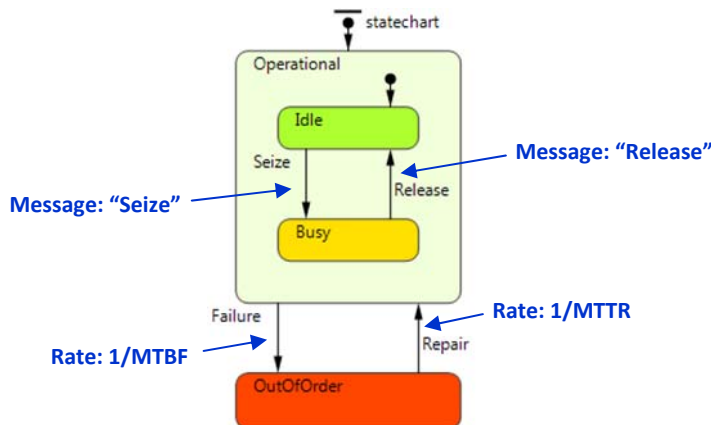 statechart
Operational
Idle
Seize
Message: “Release”
Release
Message: “Seize”
Busy
Failure
Rate: 1/MTTR
Rate: 1/MTBF
Repair
OutOfOrder